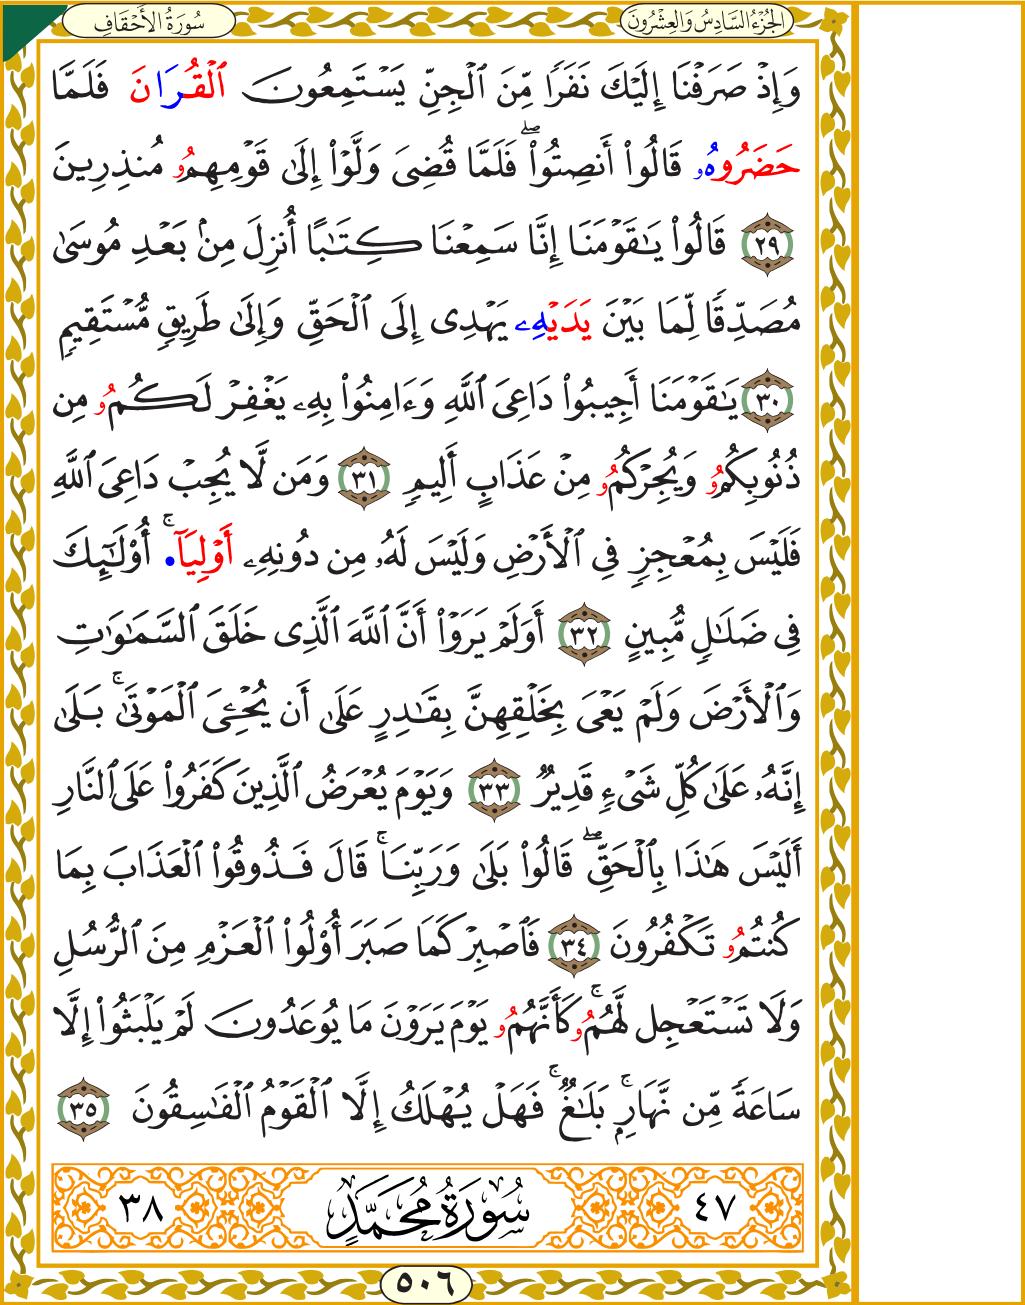 سُورَةُ الأَحْقَاف
الجُزْءُ السَّادِسُ وَالعِشْرُونَ
وَإِذْ صَرَفْنَا إِلَيْكَ نَفَرًا مِّنَ ٱلْجِنِّ يَسْتَمِعُونَ ٱلْقُرَانَ فَلَمَّا
حَضَرُوهُۥ قَالُوٓا۟ أَنصِتُوا۟ۖ فَلَمَّا قُضِىَ وَلَّوْا۟ إِلَىٰ قَوْمِهِمُۥ مُنذِرِينَ
٢٩ قَالُوا۟ يَٰقَوْمَنَا إِنَّا سَمِعْنَا كِتَٰبًا أُنزِلَ مِنۢ بَعْدِ مُوسَىٰ
مُصَدِّقًا لِّمَا بَيْنَ يَدَيْهِۦ يَهْدِى إِلَى ٱلْحَقِّ وَإِلَىٰ طَرِيقٍ مُّسْتَقِيمٍ
٣٠ يَٰقَوْمَنَا أَجِيبُوا۟ دَاعِىَ ٱللَّهِ وَءَامِنُوا۟ بِهِۦ يَغْفِرْ لَكُمُۥ مِن
ذُنُوبِكُمُۥ وَيُجِرْكُمُۥ مِنْ عَذَابٍ أَلِيمٍ ٣١ وَمَن لَّا يُجِبْ دَاعِىَ ٱللَّهِ
فَلَيْسَ بِمُعْجِزٍ فِى ٱلْأَرْضِ وَلَيْسَ لَهُۥ مِن دُونِهِۦ أَوْلِيَآ۬ۚ أُو۟لَٰٓئِكَ
فِى ضَلَٰلٍ مُّبِينٍ ٣٢ أَوَلَمْ يَرَوْا۟ أَنَّ ٱللَّهَ ٱلَّذِى خَلَقَ ٱلسَّمَٰوَٰتِ
وَٱلْأَرْضَ وَلَمْ يَعْىَ بِخَلْقِهِنَّ بِقَٰدِرٍ عَلَىٰ أَن يُحْـِۧىَ ٱلْمَوْتَىٰۚ بَلَىٰ
إِنَّهُۥ عَلَىٰ كُلِّ شَىْءٍ قَدِيرٌ ٣٣ وَيَوْمَ يُعْرَضُ ٱلَّذِينَ كَفَرُوا۟ عَلَى ٱلنَّارِ
أَلَيْسَ هَٰذَا بِٱلْحَقِّۖ قَالُوا۟ بَلَىٰ وَرَبِّنَاۚ قَالَ فَذُوقُوا۟ ٱلْعَذَابَ بِمَا
كُنتُمُۥ تَكْفُرُونَ ٣٤ فَٱصْبِرْ كَمَا صَبَرَ أُو۟لُوا۟ ٱلْعَزْمِ مِنَ ٱلرُّسُلِ
وَلَا تَسْتَعْجِل لَّهُمُۥۚ كَأَنَّهُمُۥ يَوْمَ يَرَوْنَ مَا يُوعَدُونَ لَمْ يَلْبَثُوا۟ إِلَّا
سَاعَةً مِّن نَّهَارٍۭۚ بَلَٰغٌۚ فَهَلْ يُهْلَكُ إِلَّا ٱلْقَوْمُ ٱلْفَٰسِقُونَ ٣٥
٤٧ سُورَةُ مُحَمَّدٍ ٣٨
٥٠٦